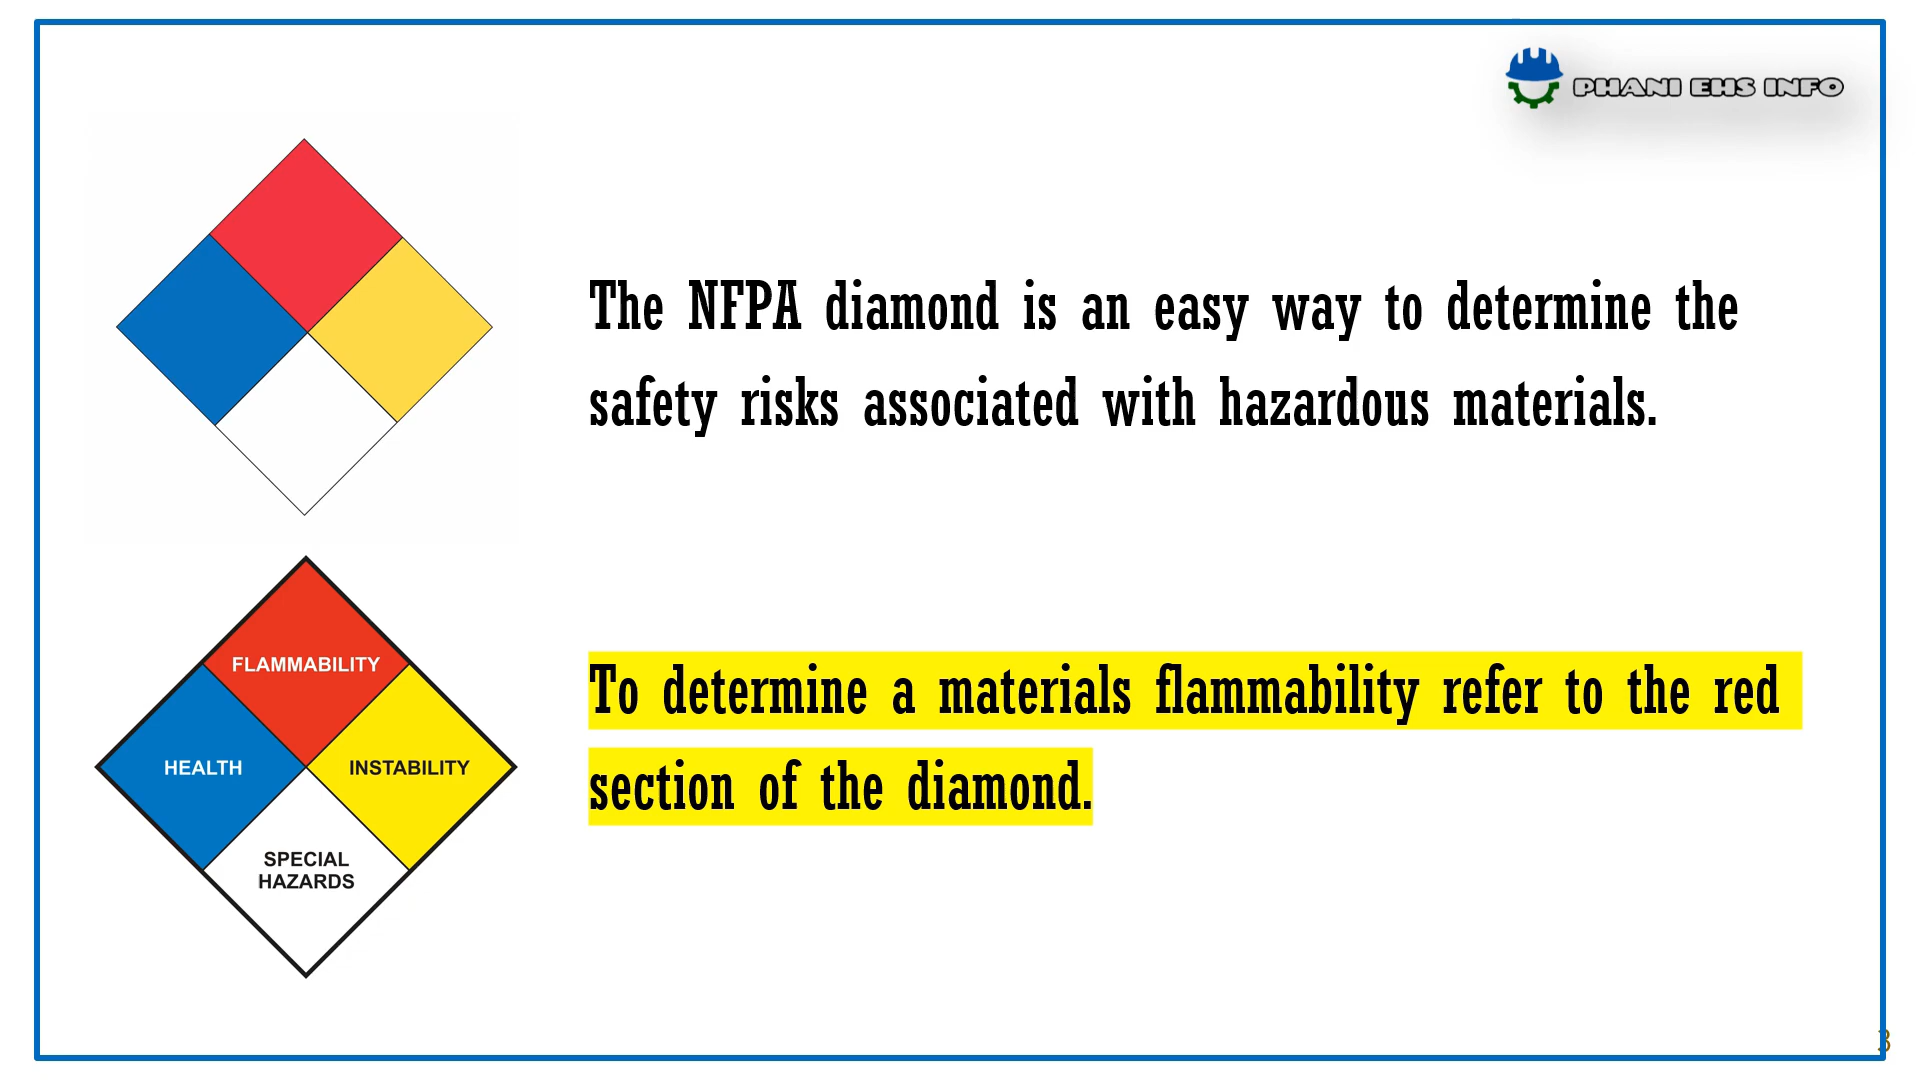 PHANI EHS INFO
The NFPA diamond is an easy way to determine the
safety risks associated with hazardous materials.
FLAMMABILITY
HEALTH
INSTABILITY
SPECIAL
HAZARDS
To determine a materials flammability refer to the red
section of the diamond.
3